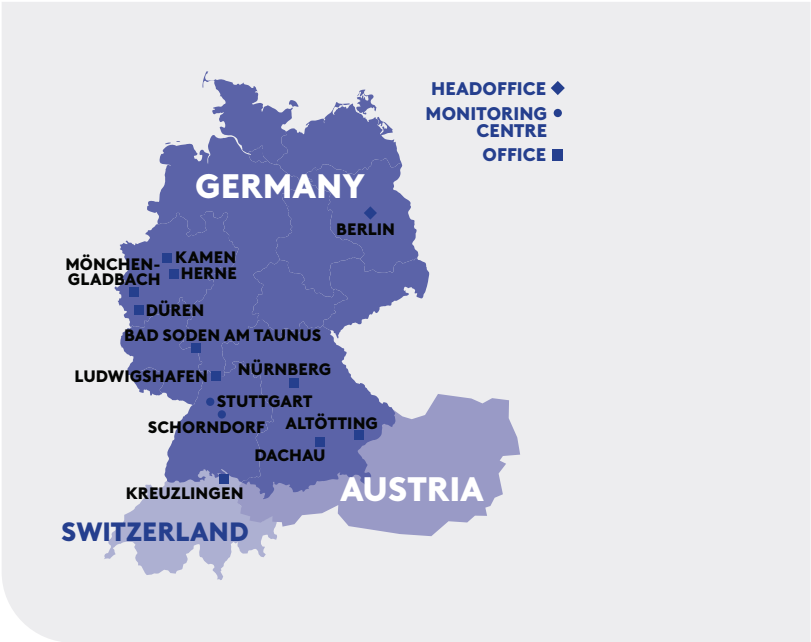 HEADOFFICE
MONITORING
CENTRE
OFFICE
GERMANY
BERLIN
KAMEN
MÖNCHEN-
GLADBACH
HERNE
DÜREN
BAD SODEN AM TAUNUS
LUDWIGSHAFEN
NÜRNBERG
STUTTGART
SCHORNDORF
ALTÖTTING
DACHAU
KREUZLINGEN
AUSTRIA
SWITZERLAND